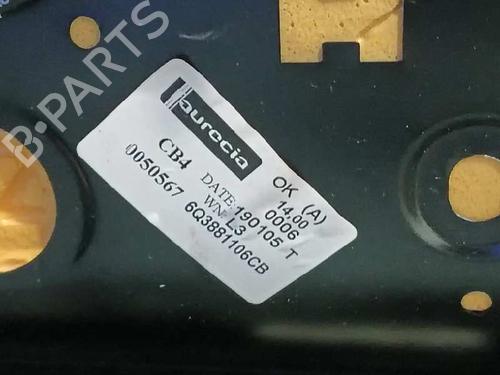 B-PARTS
faurecia
OK (A)
CB4
14,00
DATE: 0006
0050567
190105 T
WN: L3
6Q3881106CB